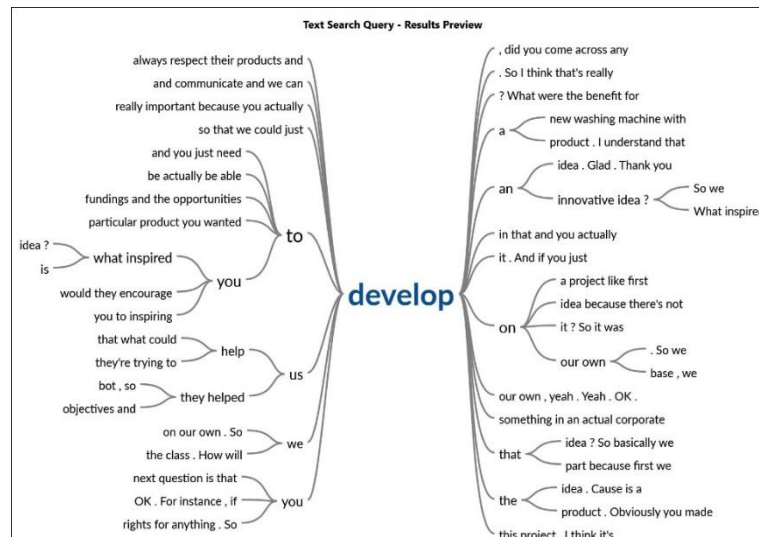 Text Search Query - Results Preview
always respect their products and
and communicate and we can
really important because you actually
so that we could just
and you just need
be actually be able
fundings and the opportunities
particular product you wanted
to
idea ?
is
what inspired
would they encourage
you to inspiring
you
that what could
they're trying to
help
bot , so
objectives and
they helped
us
on our own . So
the class . How will
we
next question is that
OK . For instance , if
rights for anything . So
you
develop
, did you come across any
. So I think that's really
? What were the benefit for
a
new washing machine with
product . I understand that
an
idea . Glad . Thank you
innovative idea ?
So we
What inspired
in that and you actually
it . And if you just
on
a project like first
idea because there's not
it ? So it was
our own
. So we
base , we
our own , yeah . Yeah . OK .
something in an actual corporate
that
idea ? So basically we
part because first we
the
idea . Cause is a
product . Obviously you made
this project . I think it's